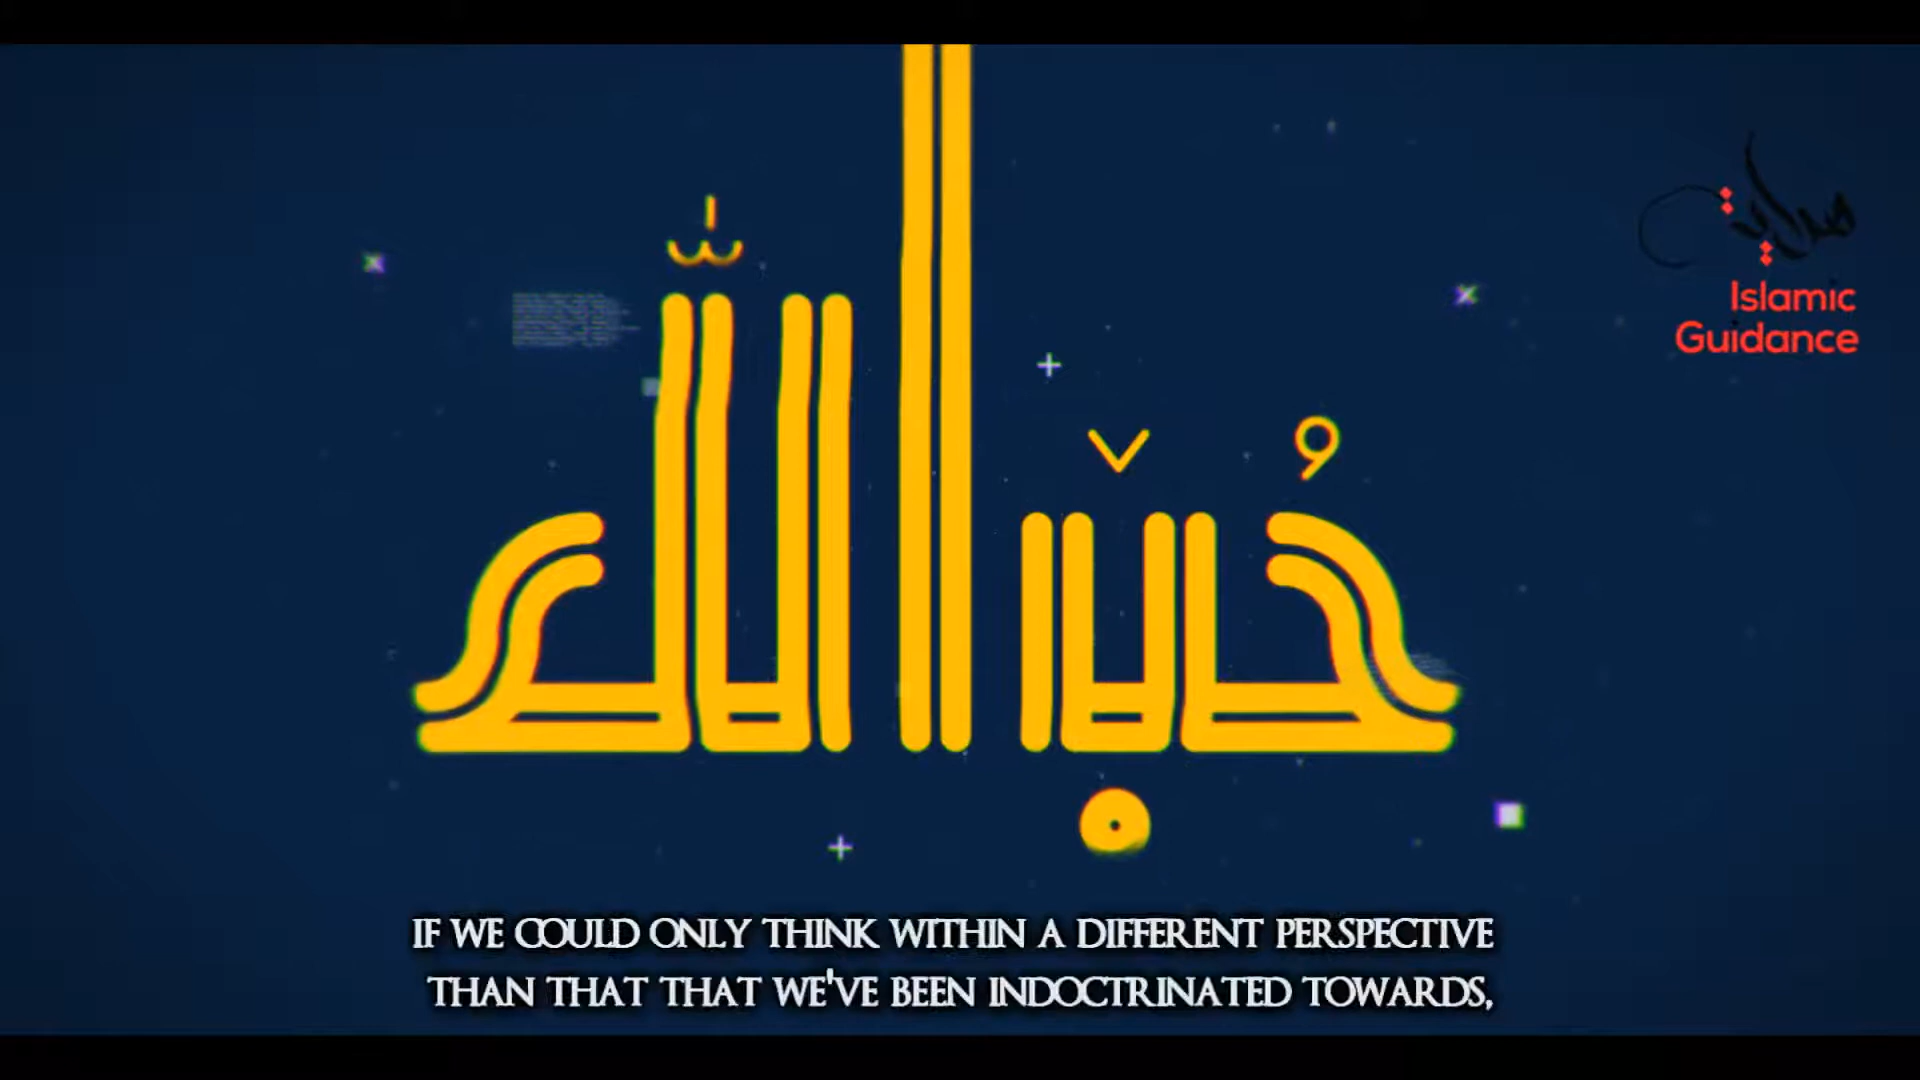 هداية
Islamic
Guidance
حُب الله
IF WE COULD ONLY THINK WITHIN A DIFFERENT PERSPECTIVE
THAN THAT THAT WE'VE BEEN INDOCTRINATED TOWARDS,